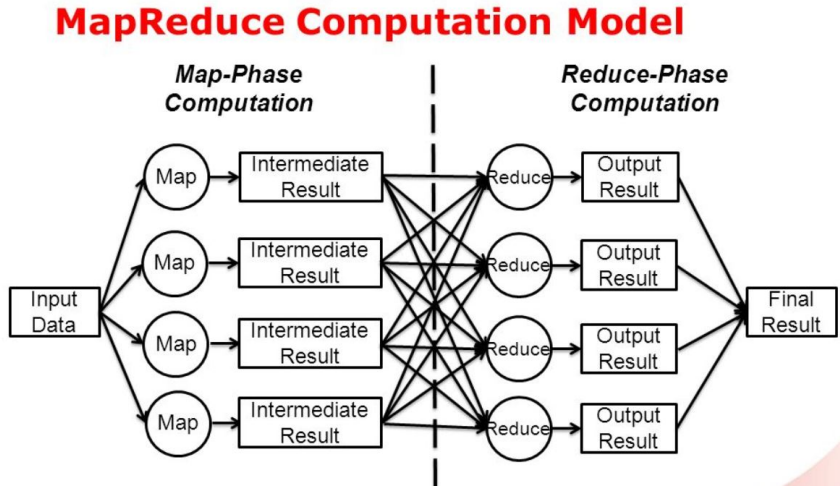 MapReduce Computation Model
Map-Phase
Computation
Reduce-Phase
Computation
Map
Intermediate
Result
Reduce
Output
Result
Map
Intermediate
Result
Reduce
Output
Result
Input
Data
Final
Result
Map
Intermediate
Result
Reduce
Output
Result
Map
Intermediate
Result
Reduce
Output
Result